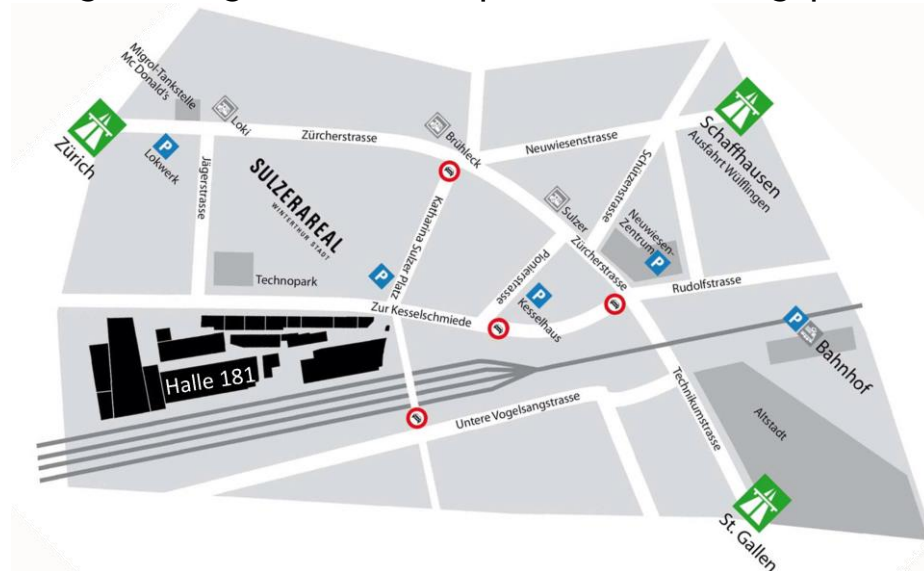 Migrol-Tankstelle
Mc Donald's
Loki
Zürich
P
Lokwerk
Jägerstrasse
Zürcherstrasse
Brühleck
Neuwiesenstrasse
Schützenstrasse
Schaffhausen
Ausfahrt Wülflingen
SULZERAREAL
WINTERTHUR STADT
Katharina Sulzer Platz
Sulzer
Neuwiesen-
Zentrum
P
Technopark
P
Pionierstrasse
Zürcherstrasse
Rudolfstrasse
Zur Kesselschmiede
P
Kesselhaus
P
Bahnhof
Halle 181
Untere Vogelsangstrasse
Technikumstrasse
Altstadt
St. Gallen